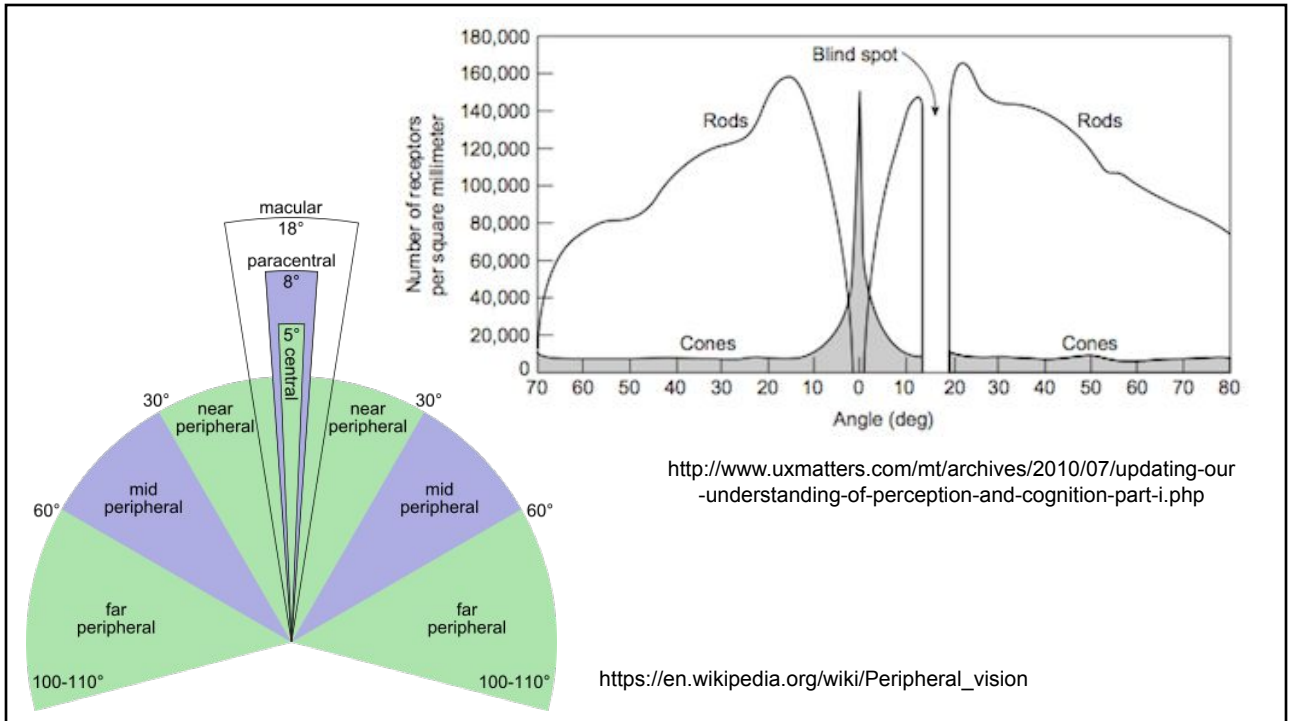 180,000
160,000
140,000
120,000
100,000
80,000
60,000
40,000
20,000
0
Number of receptors
per square millimeter
Blind spot
Rods
Rods
Cones
Cones
70 60 50 40 30 20 10 0 10 20 30 40 50 60 70 80
Angle (deg)
http://www.uxmatters.com/mt/archives/2010/07/updating-our
-understanding-of-perception-and-cognition-part-i.php
macular
18°
paracentral
8°
5°
central
30°
near
peripheral
near
peripheral
30°
60°
mid
peripheral
mid
peripheral
60°
far
peripheral
far
peripheral
100-110°
100-110°
https://en.wikipedia.org/wiki/Peripheral_vision